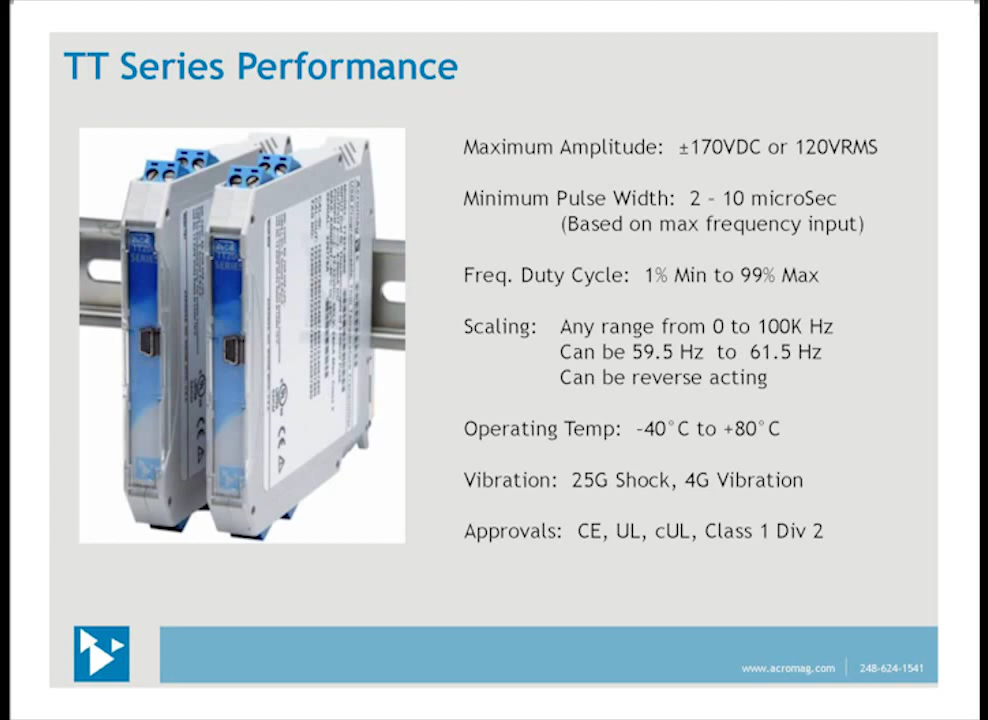 TT Series Performance
Maximum Amplitude: ±170VDC or 120VRMS
Minimum Pulse Width: 2 - 10 microSec
(Based on max frequency input)
Freq. Duty Cycle: 1% Min to 99% Max
Scaling: Any range from 0 to 100K Hz
Can be 59.5 Hz to 61.5 Hz
Can be reverse acting
Operating Temp: -40°C to +80°C
Vibration: 25G Shock, 4G Vibration
Approvals: CE, UL, cUL, Class 1 Div 2
SERIES
SERIES
www.acromag.com
248-624-1541